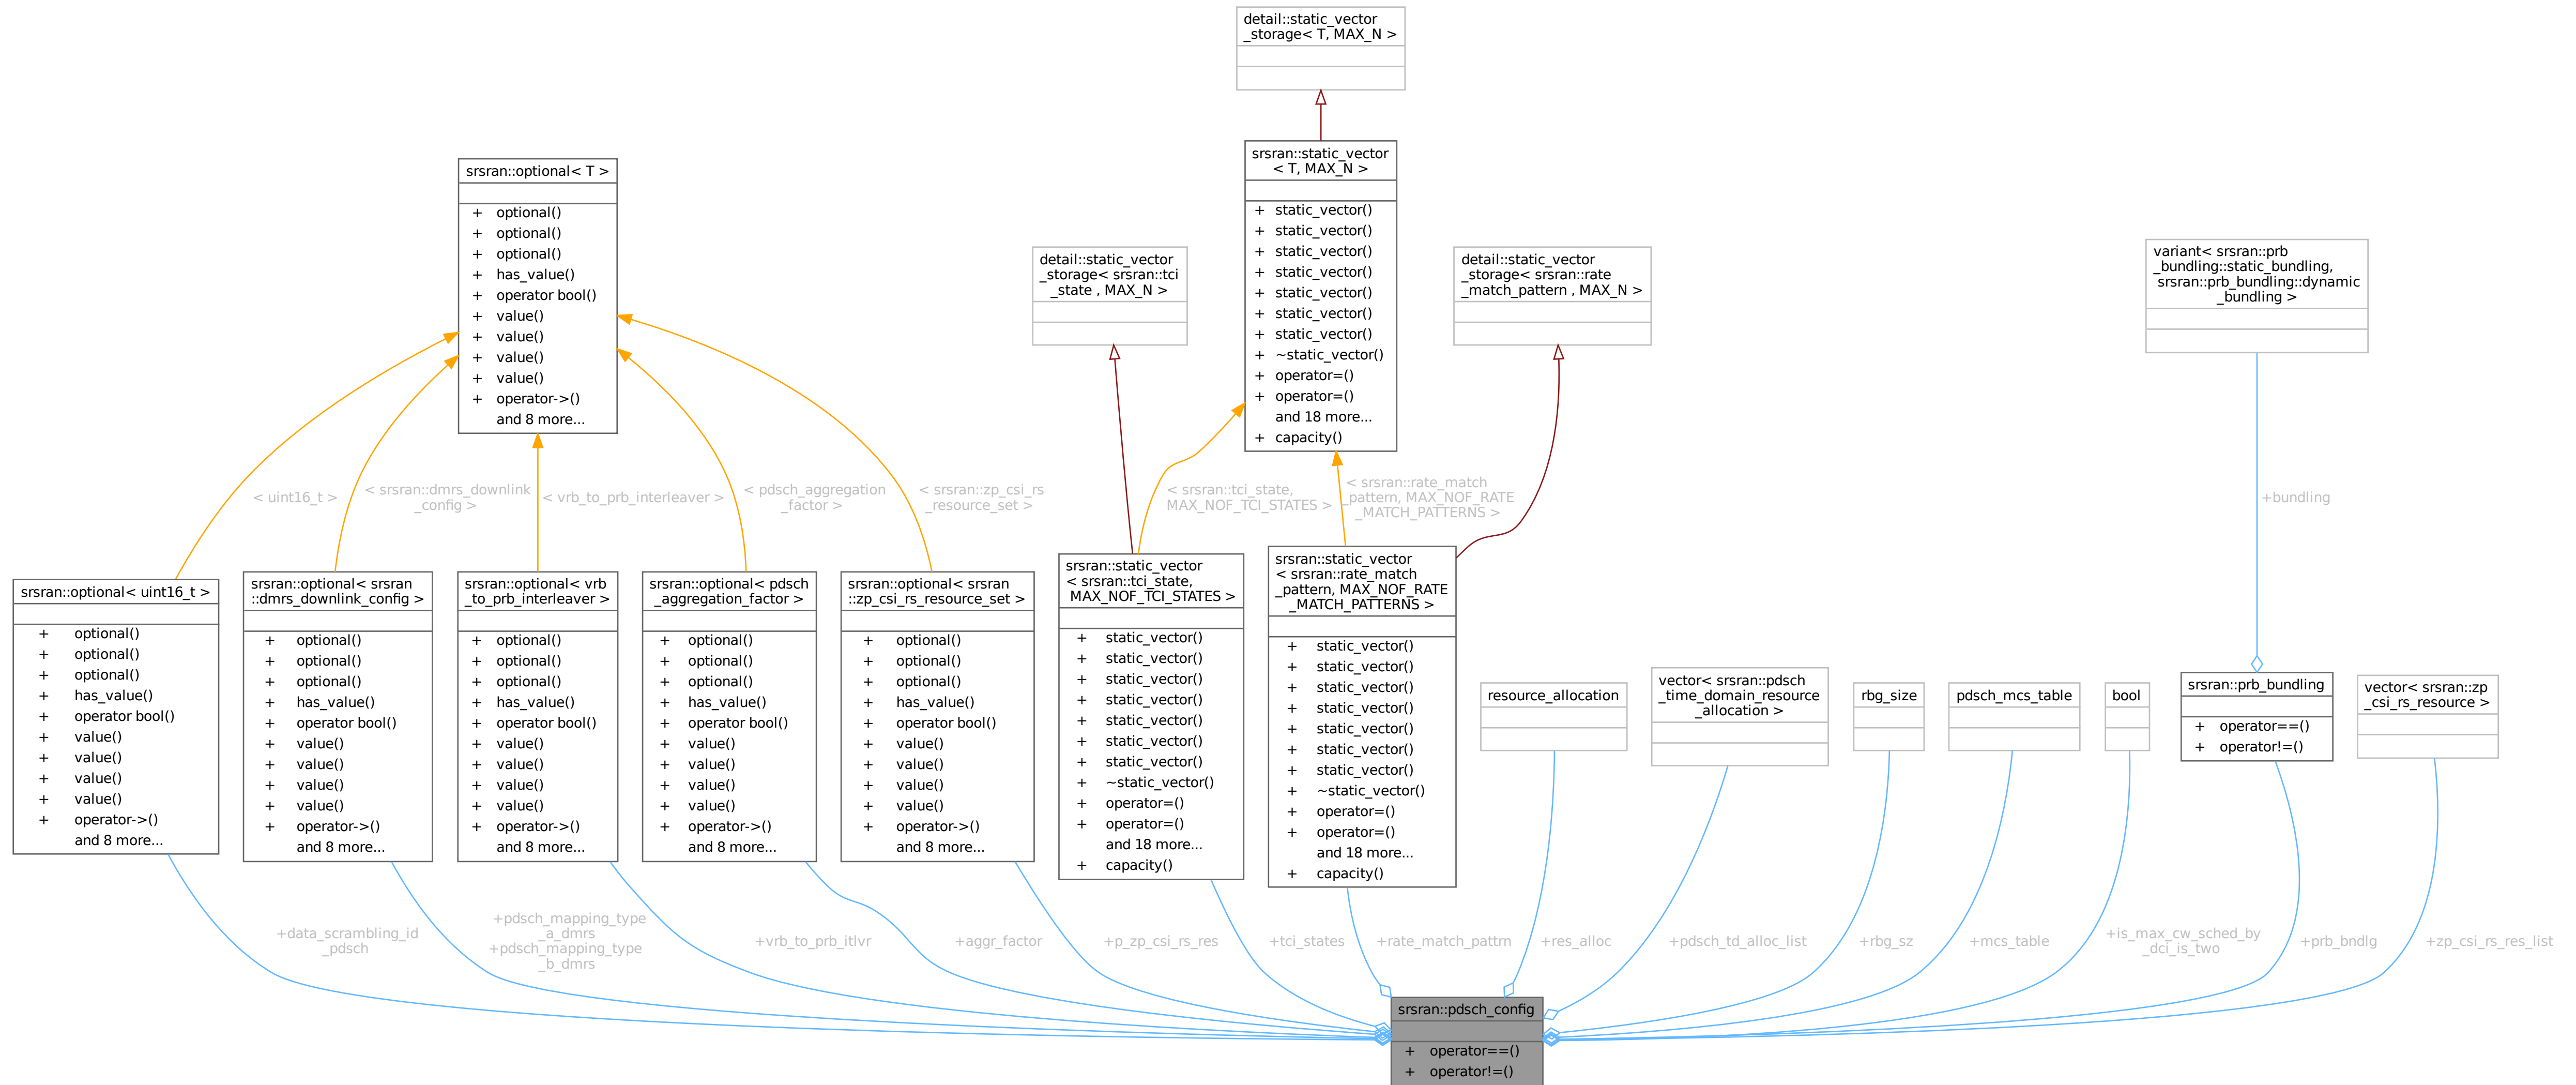 detail::static_vector
_storage< T, MAX_N >
srsran::optional< T >
+ optional()
+ optional()
+ optional()
+ has_value()
+ operator bool()
+ value()
+ value()
+ value()
+ value()
+ operator->()
and 8 more...
srsran::static_vector
< T, MAX_N >
+ static_vector()
+ static_vector()
+ static_vector()
+ static_vector()
+ static_vector()
+ static_vector()
+ static_vector()
+ ~static_vector()
+ operator=()
+ operator=()
and 18 more...
+ capacity()
detail::static_vector
_storage< srsran::tci
_state , MAX_N >
detail::static_vector
_storage< srsran::rate
_match_pattern , MAX_N >
variant< srsran::prb
_bundling::static_bundling,
srsran::prb_bundling::dynamic
_bundling >
< uint16_t >
< srsran::dmrs_downlink
_config >
< vrb_to_prb_interleaver >
< pdsch_aggregation
_factor >
< srsran::zp_csi_rs
_resource_set >
< srsran::tci_state,
MAX_NOF_TCI_STATES >
< srsran::rate_match
_pattern, MAX_NOF_RATE
_MATCH_PATTERNS >
+bundling
srsran::optional< uint16_t >
+ optional()
+ optional()
+ optional()
+ has_value()
+ operator bool()
+ value()
+ value()
+ value()
+ value()
+ operator->()
and 8 more...
srsran::optional< srsran
::dmrs_downlink_config >
+ optional()
+ optional()
+ optional()
+ has_value()
+ operator bool()
+ value()
+ value()
+ value()
+ value()
+ operator->()
and 8 more...
srsran::optional< vrb
_to_prb_interleaver >
+ optional()
+ optional()
+ optional()
+ has_value()
+ operator bool()
+ value()
+ value()
+ value()
+ value()
+ operator->()
and 8 more...
srsran::optional< pdsch
_aggregation_factor >
+ optional()
+ optional()
+ optional()
+ has_value()
+ operator bool()
+ value()
+ value()
+ value()
+ value()
+ operator->()
and 8 more...
srsran::optional< srsran
::zp_csi_rs_resource_set >
+ optional()
+ optional()
+ optional()
+ has_value()
+ operator bool()
+ value()
+ value()
+ value()
+ value()
+ operator->()
and 8 more...
srsran::static_vector
< srsran::tci_state,
MAX_NOF_TCI_STATES >
+ static_vector()
+ static_vector()
+ static_vector()
+ static_vector()
+ static_vector()
+ static_vector()
+ static_vector()
+ ~static_vector()
+ operator=()
+ operator=()
and 18 more...
+ capacity()
srsran::static_vector
< srsran::rate_match
_pattern, MAX_NOF_RATE
_MATCH_PATTERNS >
+ static_vector()
+ static_vector()
+ static_vector()
+ static_vector()
+ static_vector()
+ static_vector()
+ static_vector()
+ ~static_vector()
+ operator=()
+ operator=()
and 18 more...
+ capacity()
resource_allocation
vector< srsran::pdsch
_time_domain_resource
_allocation >
rbg_size
pdsch_mcs_table
bool
srsran::prb_bundling
+ operator==()
+ operator!=()
vector< srsran::zp
_csi_rs_resource >
+data_scrambling_id
_pdsch
+pdsch_mapping_type
_a_dmrs
+pdsch_mapping_type
_b_dmrs
+vrb_to_prb_itlvr
+aggr_factor
+p_zp_csi_rs_res
+tci_states
+rate_match_pattrn
+res_alloc
+pdsch_td_alloc_list
+rbg_sz
+mcs_table
+is_max_cw_sched_by
_dci_is_two
+prb_bndlg
+zp_csi_rs_res_list
srsran::pdsch_config
+ operator==()
+ operator!=()